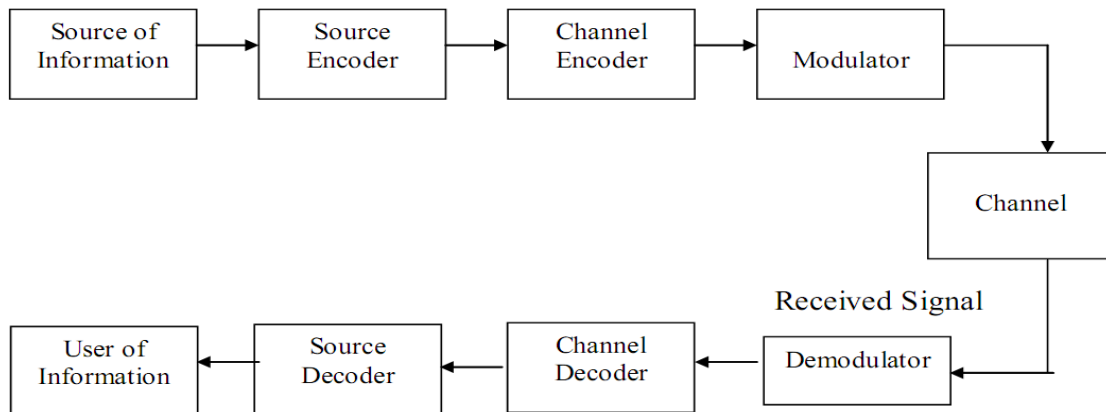 Source of
Information
Source
Encoder
Channel
Encoder
Modulator
Channel
Received Signal
User of
Information
Source
Decoder
Channel
Decoder
Demodulator